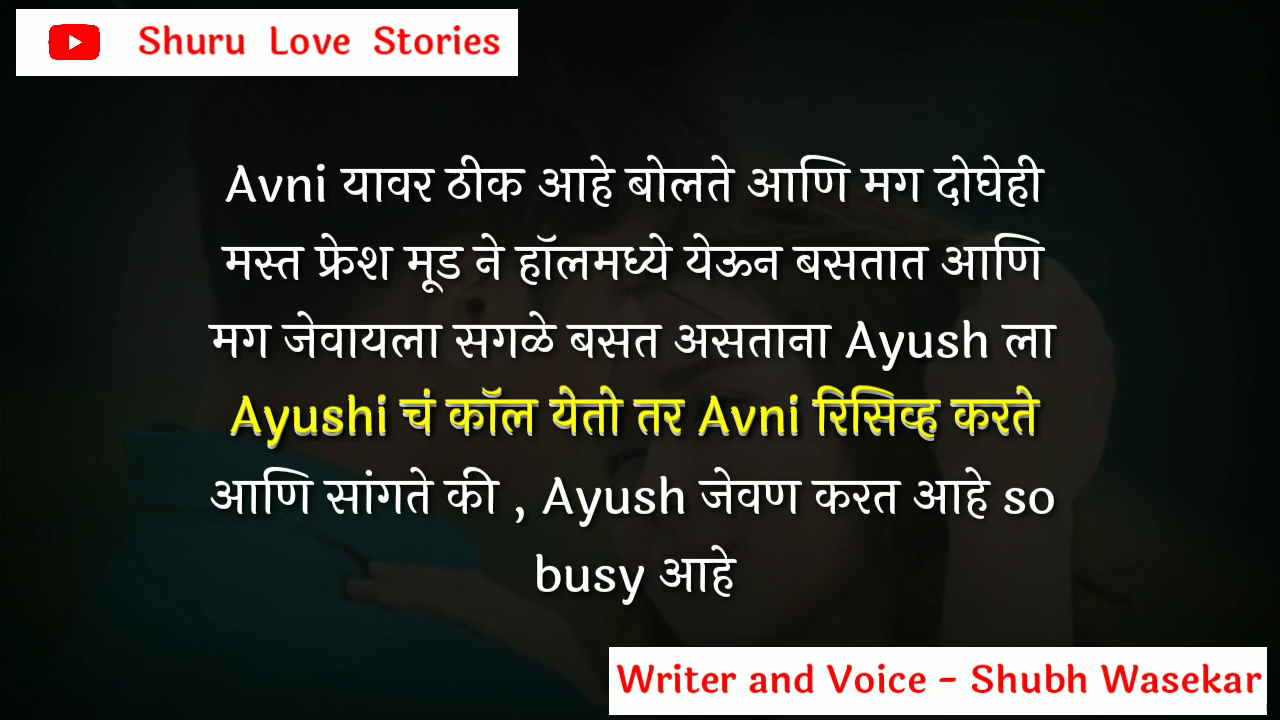 Shuru Love Stories
Avni यावर ठीक आहे बोलते आणि मग दोघेही
मस्त फ्रेश मूड ने हॉलमध्ये येऊन बसतात आणि
मग जेवायला सगळे बसत असताना Ayush ला
Ayushi चं कॉल येतो तर Avni रिसिव्ह करते
आणि सांगते की , Ayush जेवण करत आहे so
busy आहे
Writer and Voice - Shubh Wasekar